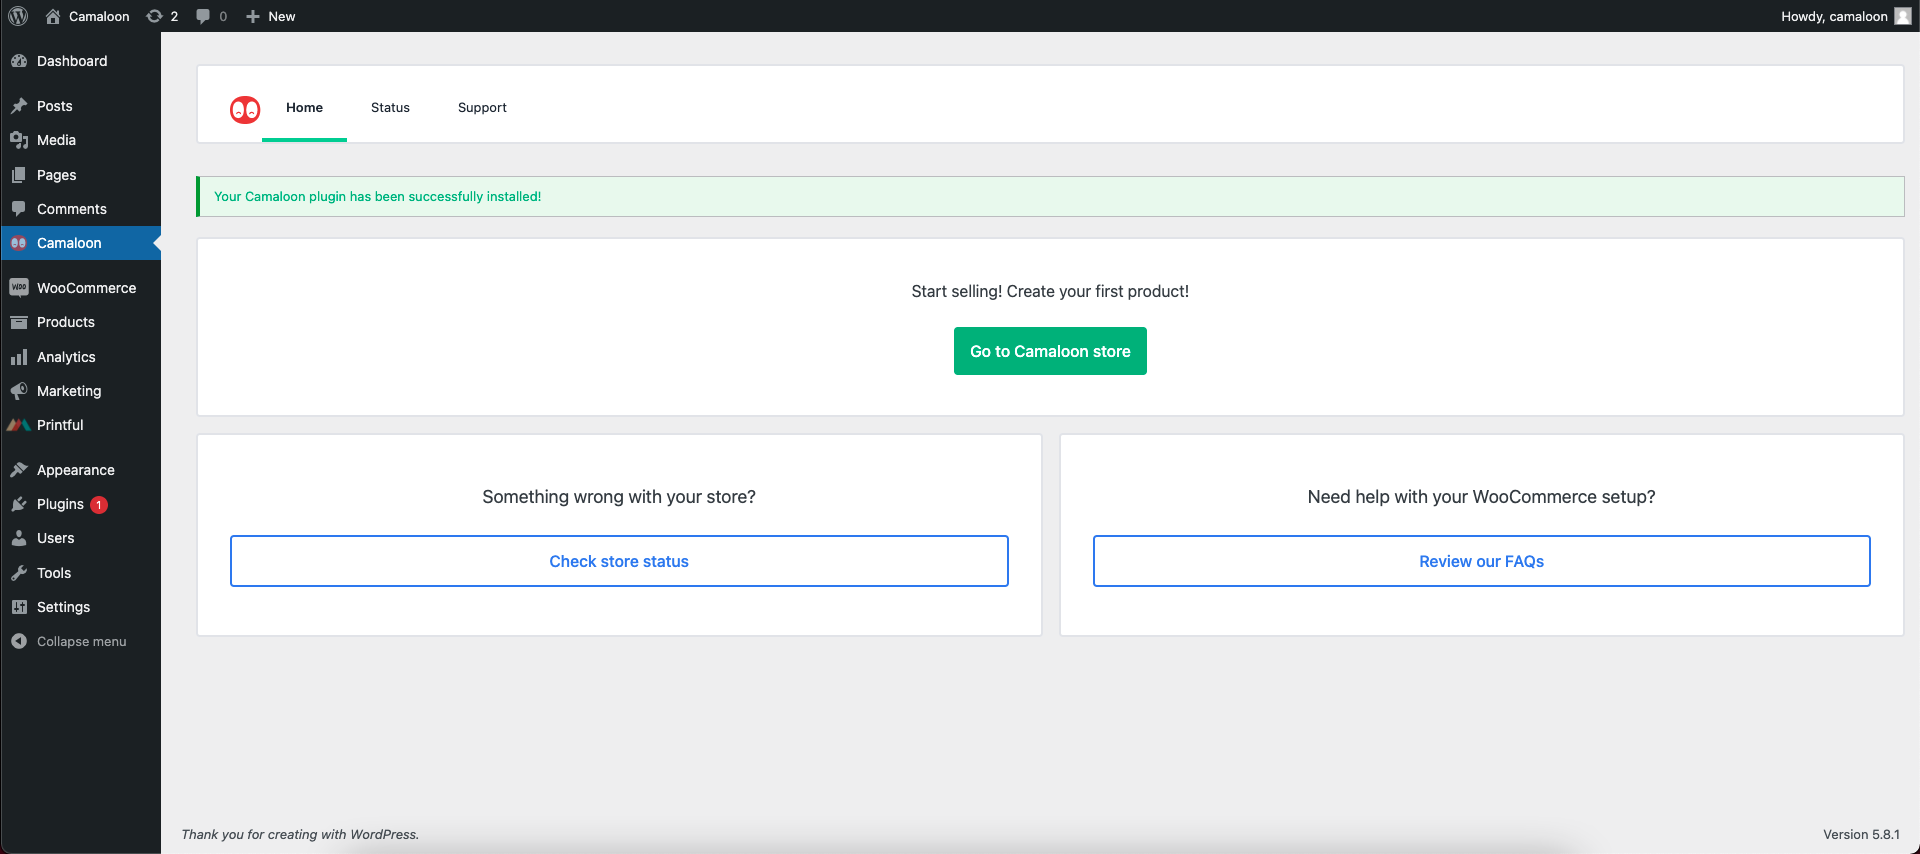 Camaloon 2 0 New Howdy, camaloon
Dashboard
Posts
Media
Pages
Comments
Camaloon
WOO WooCommerce
Products
Analytics
Marketing
Printful
Appearance
Plugins 1
Users
Tools
Settings
Collapse menu
Home Status Support
Your Camaloon plugin has been successfully installed!
Start selling! Create your first product!
Go to Camaloon store
Something wrong with your store?
Check store status
Need help with your WooCommerce setup?
Review our FAQs
Thank you for creating with WordPress. Version 5.8.1